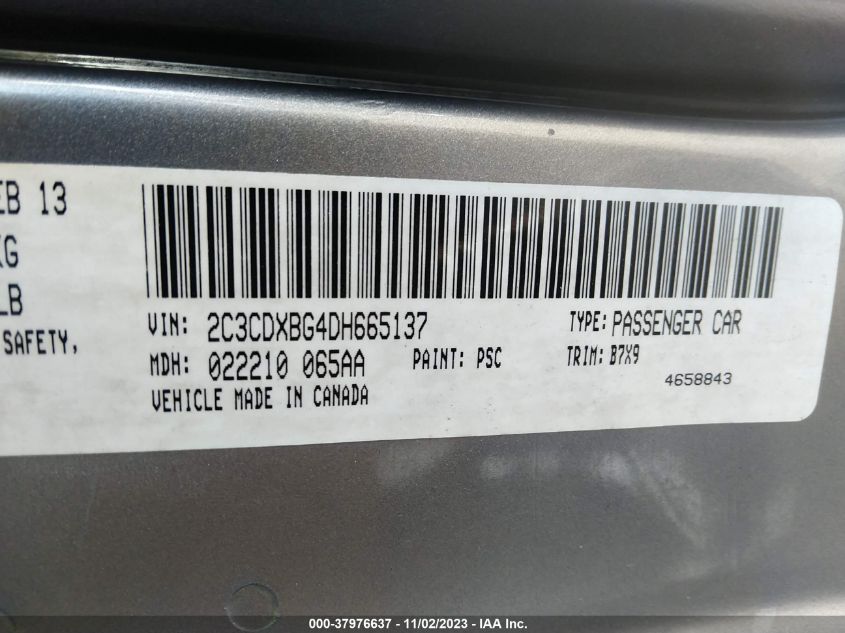 EB 13
KG
LB
SAFETY,
VIN: 2C3CDXBG4DH665137 TYPE: PASSENGER CAR
MDH: 022210 065AA PAINT: PSC TRIM: B7X9
VEHICLE MADE IN CANADA 4658843
000-37976637 - 11/02/2023 - IAA Inc.